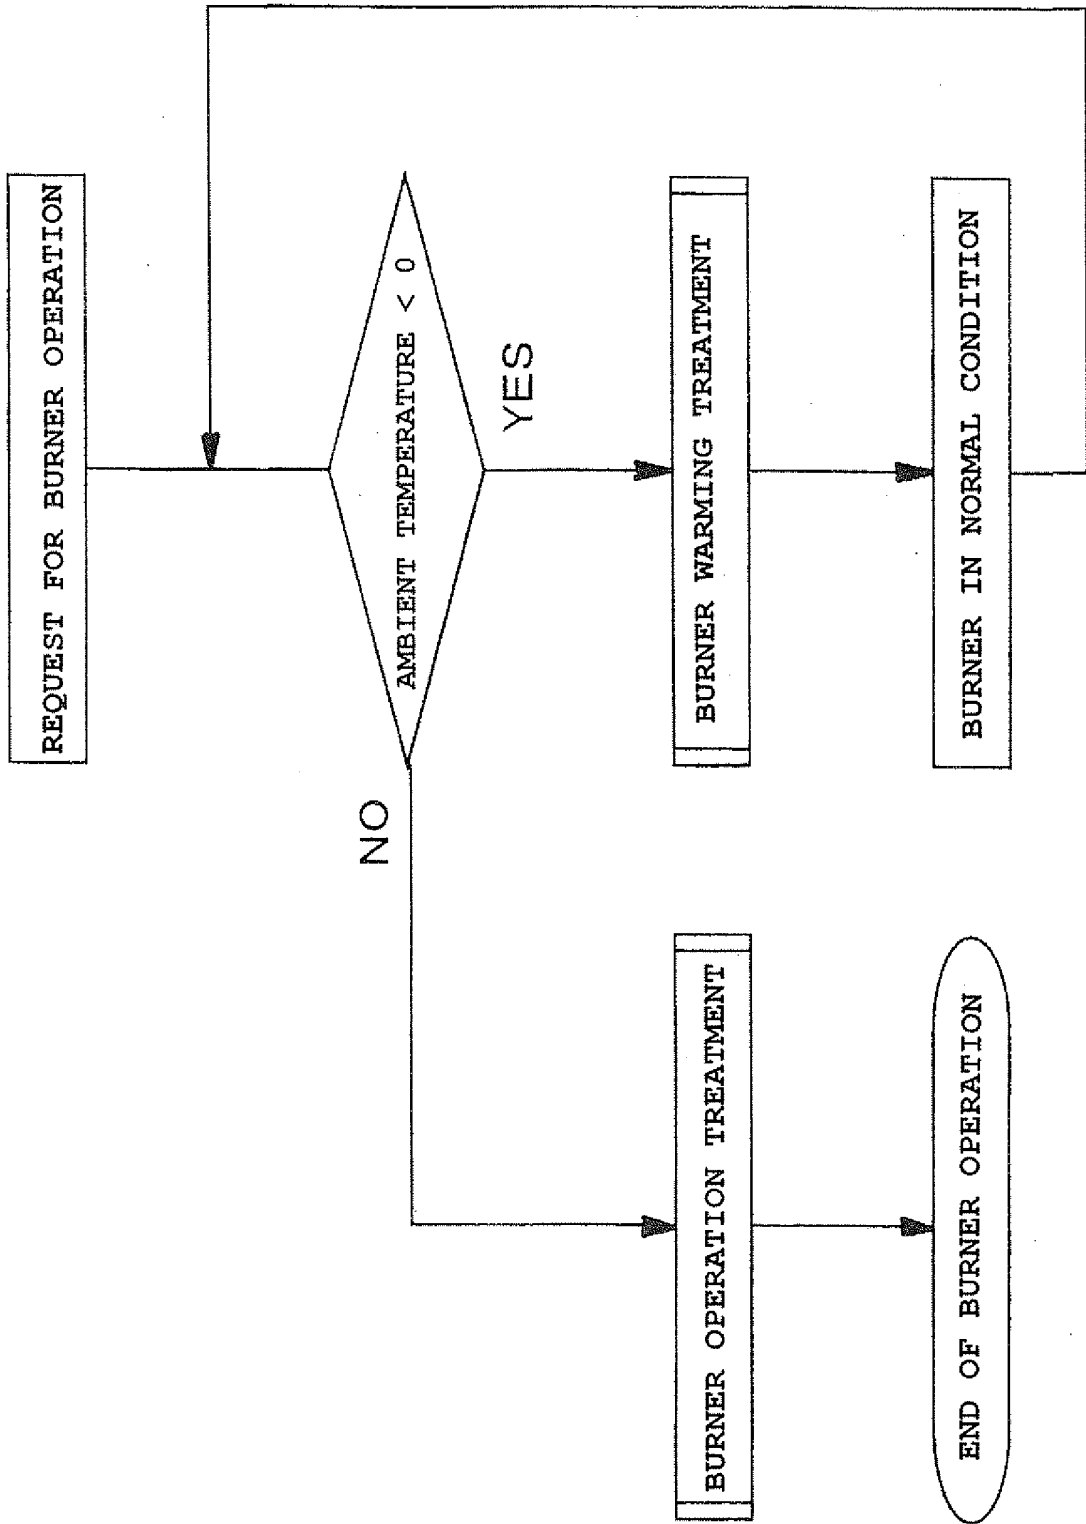 REQUEST FOR BURNER OPERATION
AMBIENT TEMPERATURE < 0
NO
YES
BURNER OPERATION TREATMENT
BURNER WARMING TREATMENT
END OF BURNER OPERATION
BURNER IN NORMAL CONDITION